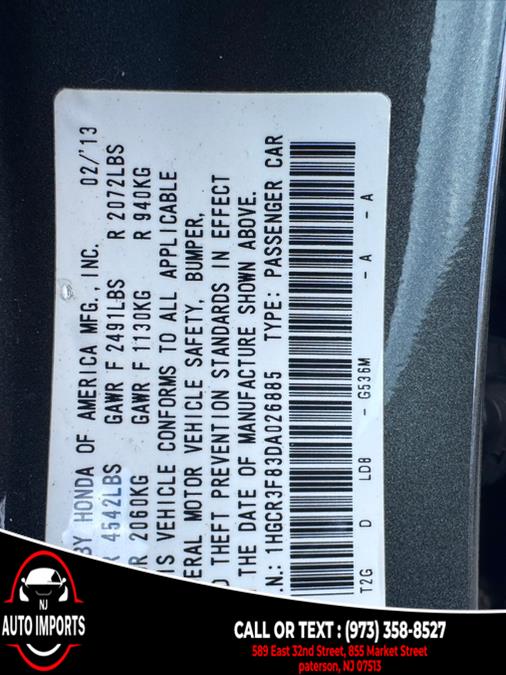 BY HONDA OF AMERICA MFG., INC. 02/'13
R 4542LBS GAWR F 2491LBS R 2072LBS
R 2060KG GAWR F 1130KG R 940KG
IS VEHICLE CONFORMS TO ALL APPLICABLE
ERAL MOTOR VEHICLE SAFETY, BUMPER,
D THEFT PREVENTION STANDARDS IN EFFECT
THE DATE OF MANUFACTURE SHOWN ABOVE.
.N.: 1HGCR3F83DA026885 TYPE: PASSENGER CAR
T2G D LD8 - G536M - A - A
NJ
AUTO IMPORTS
CALL OR TEXT : (973) 358-8527
589 East 32nd Street, 855 Market Street
paterson, NJ 07513